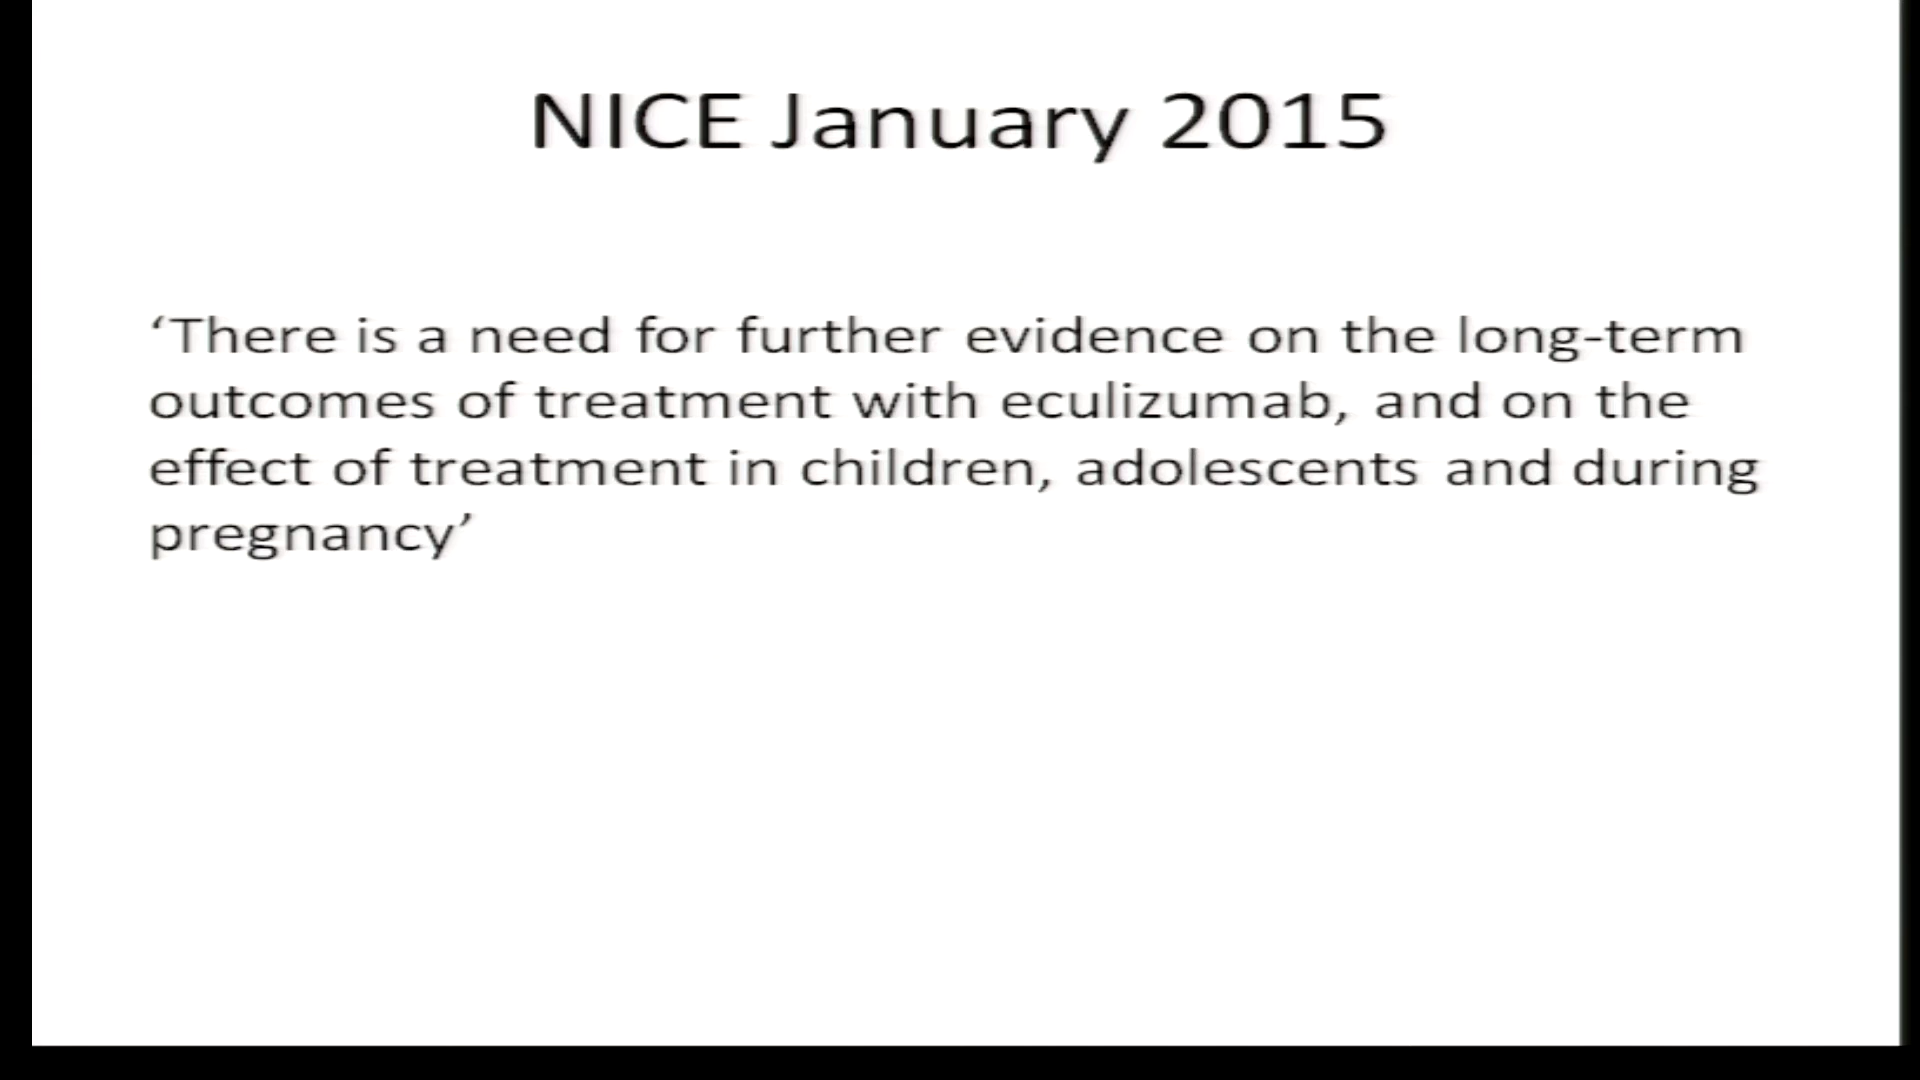 NICE January 2015
‘There is a need for further evidence on the long-term
outcomes of treatment with eculizumab, and on the
effect of treatment in children, adolescents and during
pregnancy’